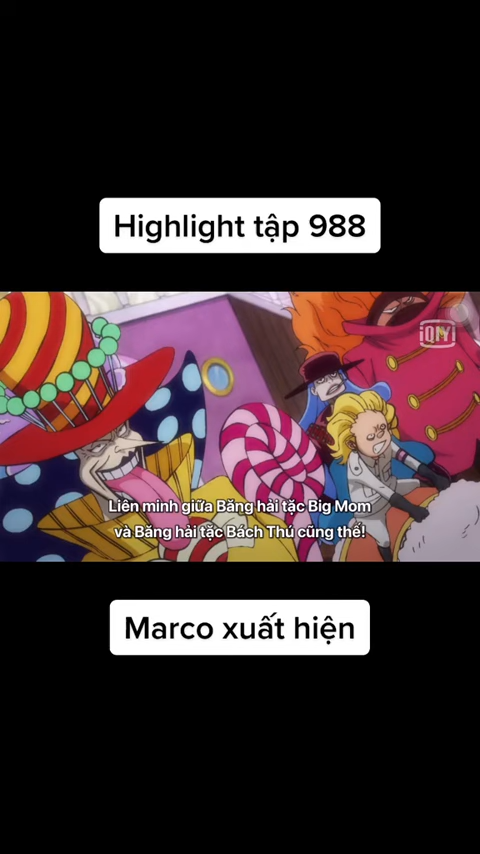 Highlight tập 988
iQIYI
Liên minh giữa Băng hải tặc Big Mom
và Băng hải tặc Bách Thú cũng thế!
Marco xuất hiện